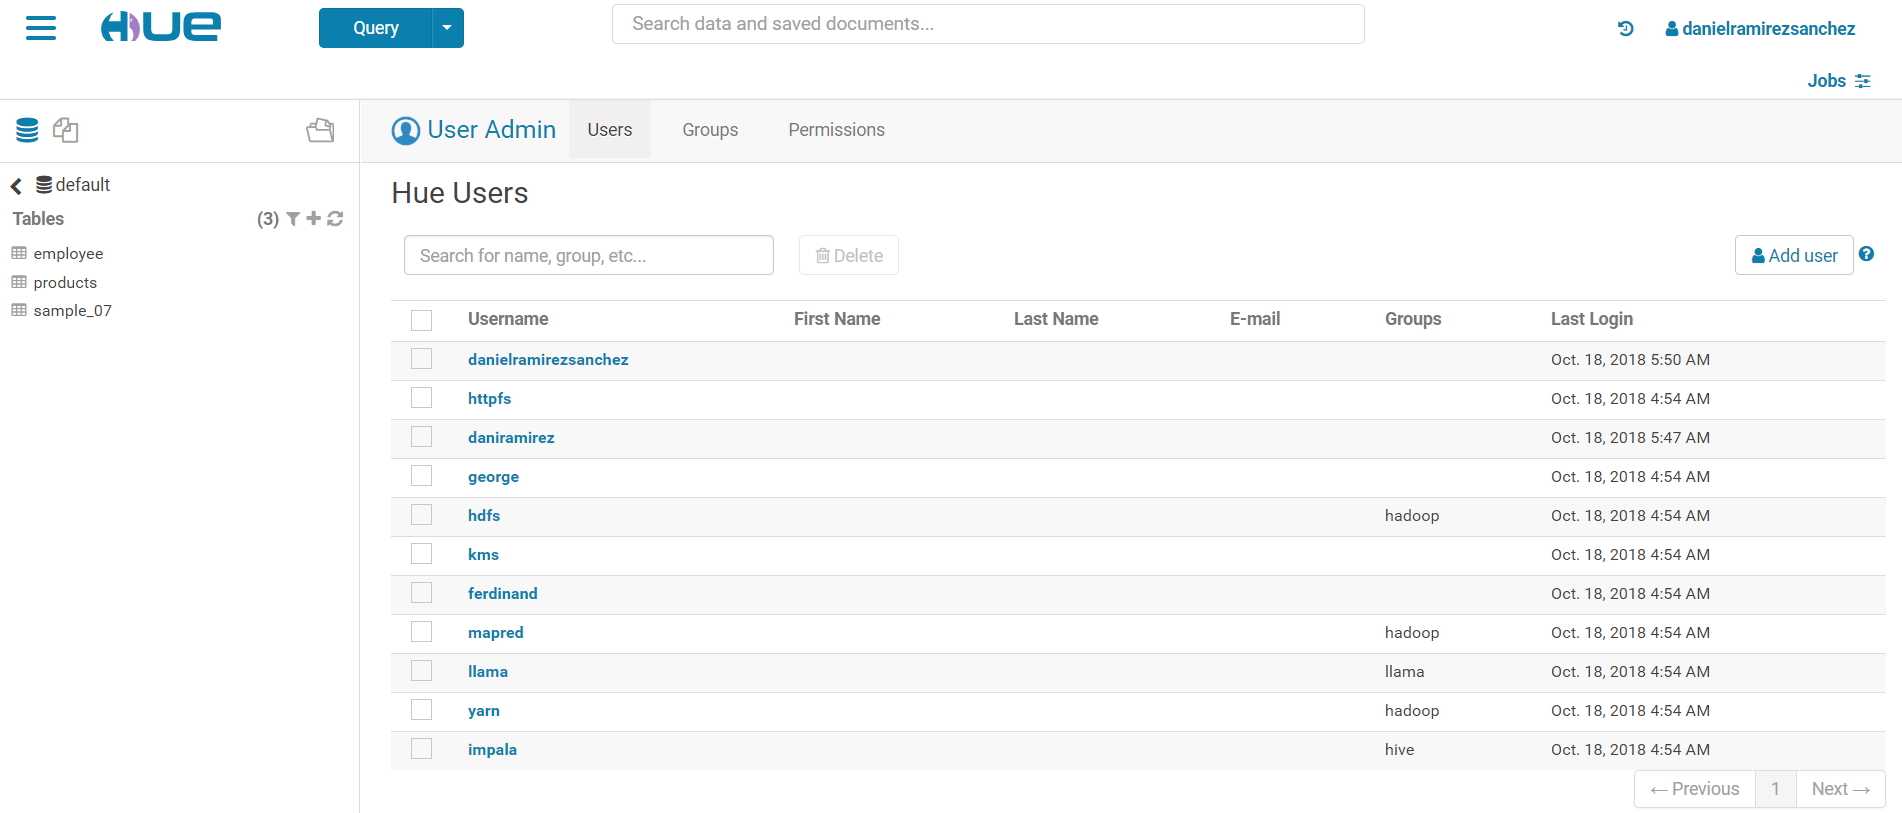 HUE
Query
Search data and saved documents...
danielramirezsanchez
Jobs
default
Tables (3)
employee
products
sample_07
User Admin Users Groups Permissions
Hue Users
Search for name, group, etc... Delete Add user ?
Username First Name Last Name E-mail Groups Last Login
danielramirezsanchez Oct. 18, 2018 5:50 AM
httpfs Oct. 18, 2018 4:54 AM
daniramirez Oct. 18, 2018 5:47 AM
george Oct. 18, 2018 4:54 AM
hdfs hadoop Oct. 18, 2018 4:54 AM
kms Oct. 18, 2018 4:54 AM
ferdinand Oct. 18, 2018 4:54 AM
mapred hadoop Oct. 18, 2018 4:54 AM
llama llama Oct. 18, 2018 4:54 AM
yarn hadoop Oct. 18, 2018 4:54 AM
impala hive Oct. 18, 2018 4:54 AM
← Previous 1 Next →